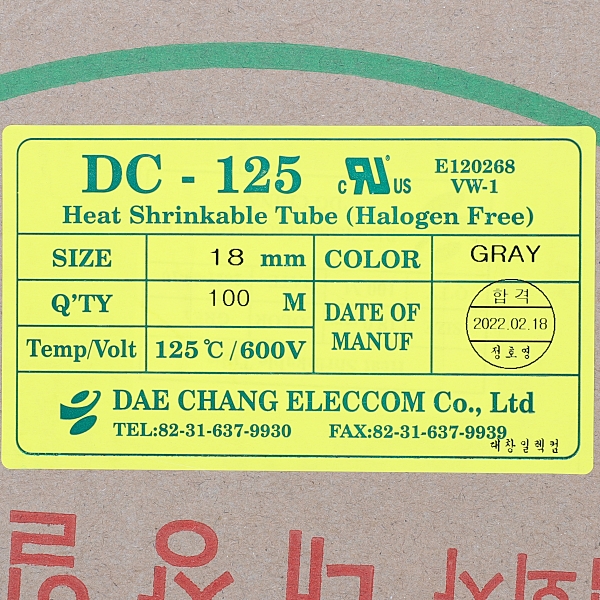 DC - 125
c RU US
E120268
VW-1
Heat Shrinkable Tube (Halogen Free)
SIZE 18 mm COLOR GRAY
Q'TY 100 M
DATE OF
MANUF
합격
2022.02.18
정로영
Temp/Volt 125℃/600V
DAE CHANG ELECCOM Co., Ltd
TEL:82-31-637-9930 FAX:82-31-637-9939
대창일렉컴